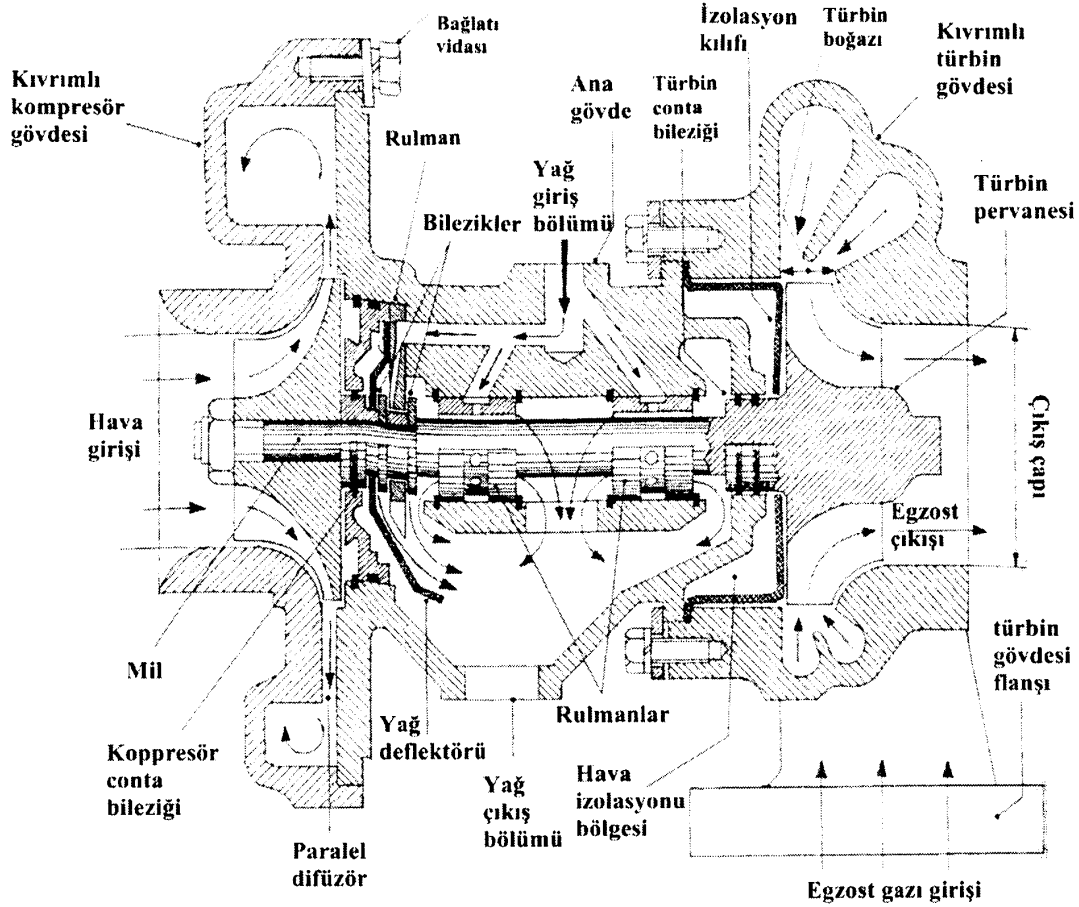 Bağlatı
vidası
İzolasyon
kılıfı
Türbin
boğazı
Kıvrımlı
türbin
gövdesi
Kıvrımlı
kompresör
gövdesi
Ana
gövde
Türbin
conta
bileziği
Rulman
Yağ
giriş
bölümü
Türbin
pervanesi
Bilezikler
Hava
girişi
Çıkış çapı
Egzost
çıkışı
Mil
türbin
gövdesi
flanşı
Rulmanlar
Yağ
deflektörü
Koppresör
conta
bileziği
Yağ
çıkış
bölümü
Hava
izolasyonu
bölgesi
Paralel
difüzör
Egzost gazı girişi